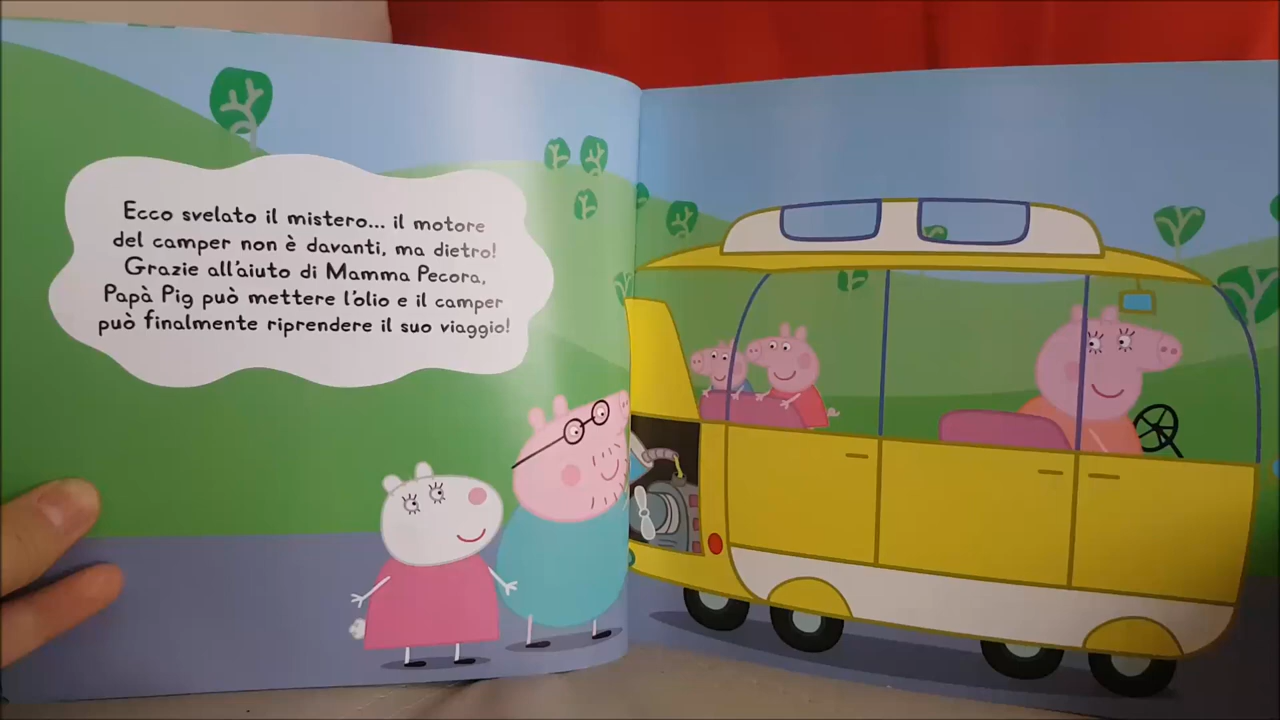 Ecco svelato il mistero... il motore
del camper non è davanti, ma dietro!
Grazie all'aiuto di Mamma Pecora,
Papà Pig può mettere l'olio e il camper
può finalmente riprendere il suo viaggio!